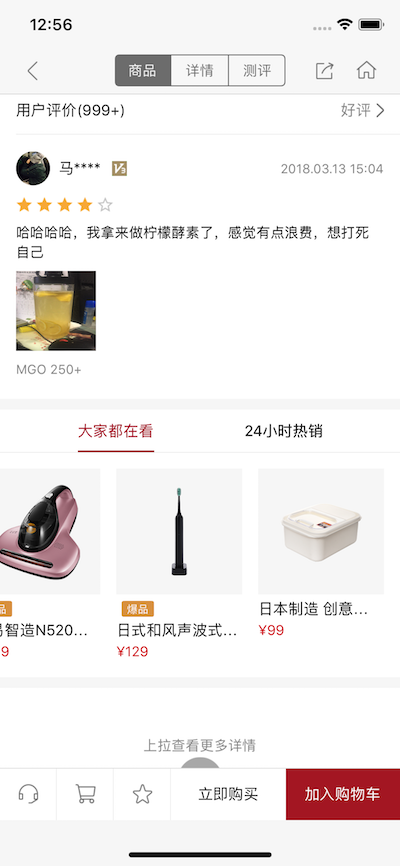 12:56
商品 详情 测评
用户评价(999+) 好评
马**** V3 2018.03.13 15:04
哈哈哈哈，我拿来做柠檬酵素了，感觉有点浪费，想打死
自己
MGO 250+
大家都在看 24小时热销
品 爆品
易智造N520... 日式和风声波式... 日本制造 创意...
9 ¥129 ¥99
上拉查看更多详情
立即购买 加入购物车